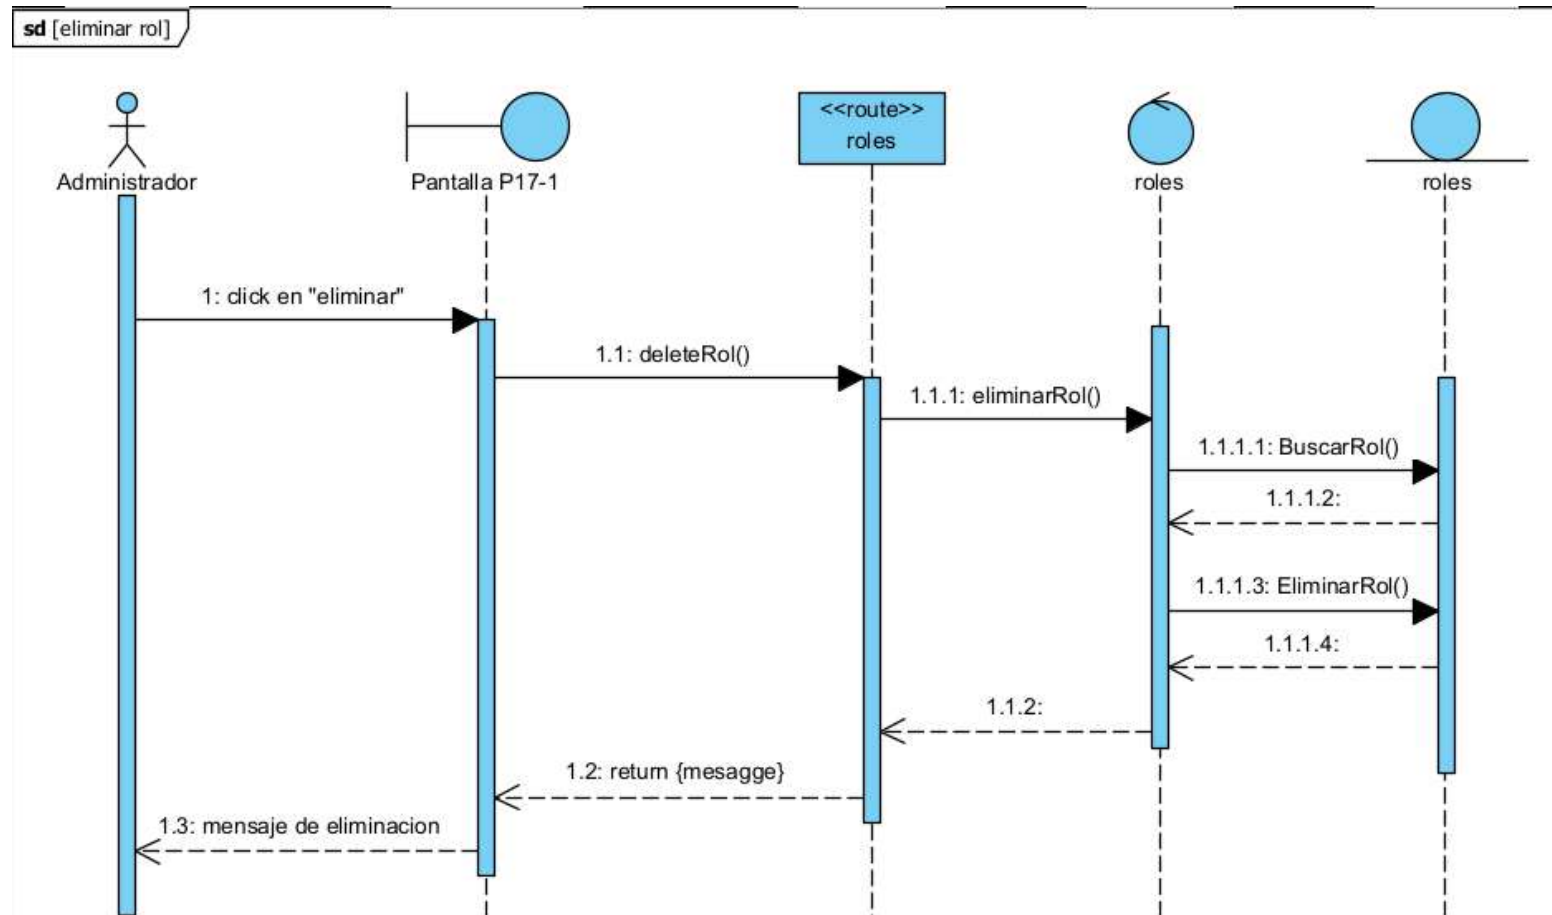 sd [eliminar rol]
<<route>>
roles
Administrador
Pantalla P17-1
roles
roles
1: click en "eliminar"
1.1: deleteRol()
1.1.1: eliminarRol()
1.1.1.1: BuscarRol()
1.1.1.2:
1.1.1.3: EliminarRol()
1.1.1.4:
1.1.2:
1.2: return {mesagge}
1.3: mensaje de eliminacion